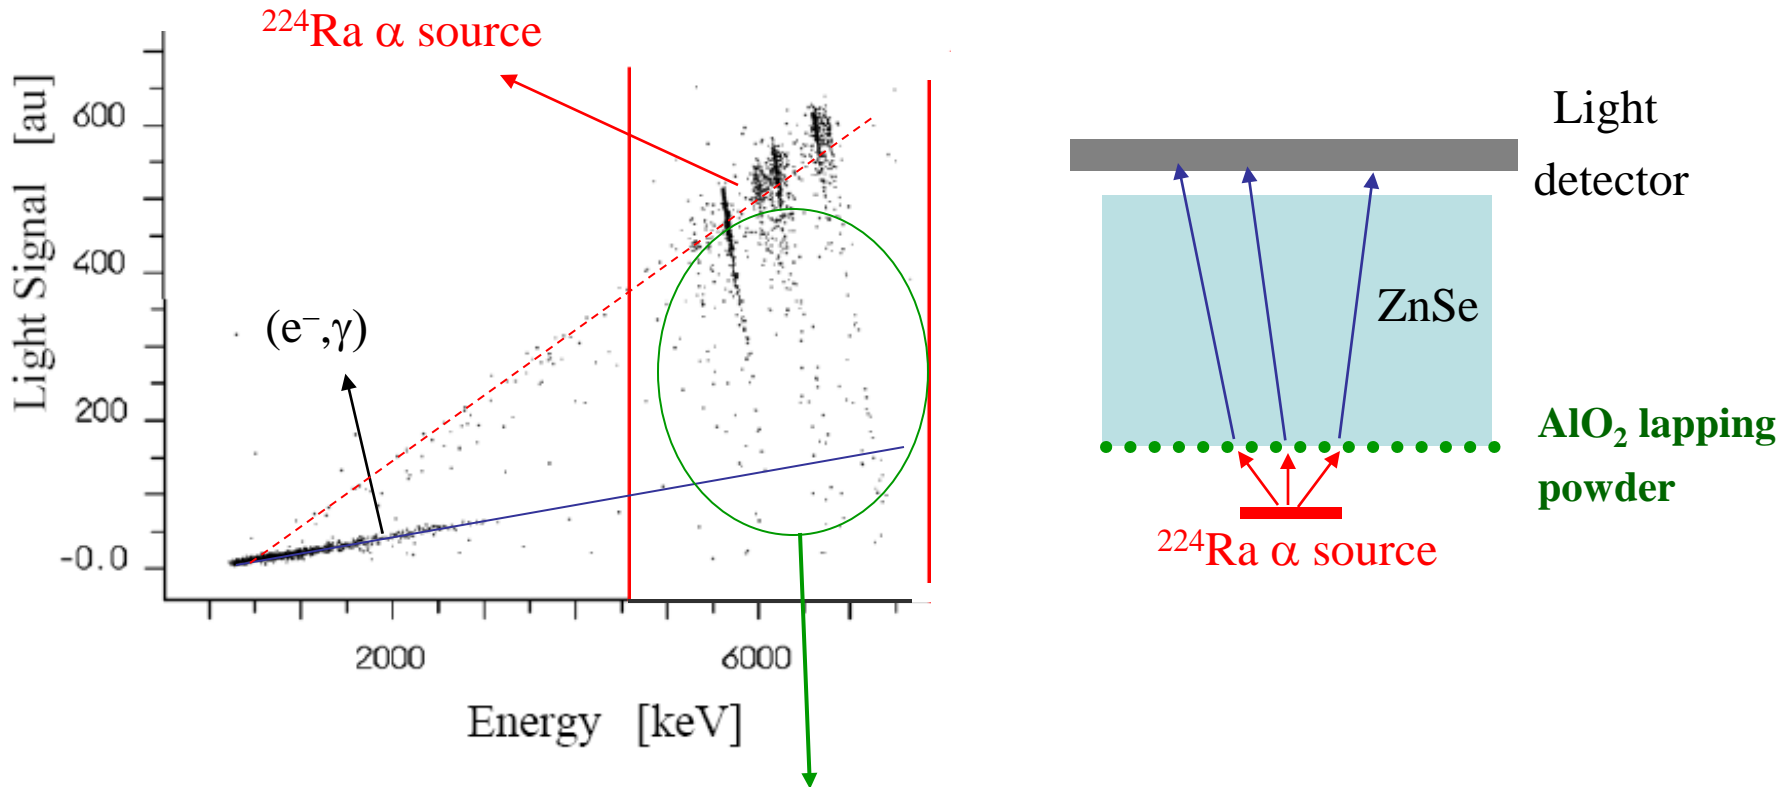 ²²⁴Ra α source
Light Signal [au]
600
400
200
-0.0
(e⁻,γ)
2000
6000
Energy [keV]
Light
detector
ZnSe
AlO₂ lapping
powder
²²⁴Ra α source